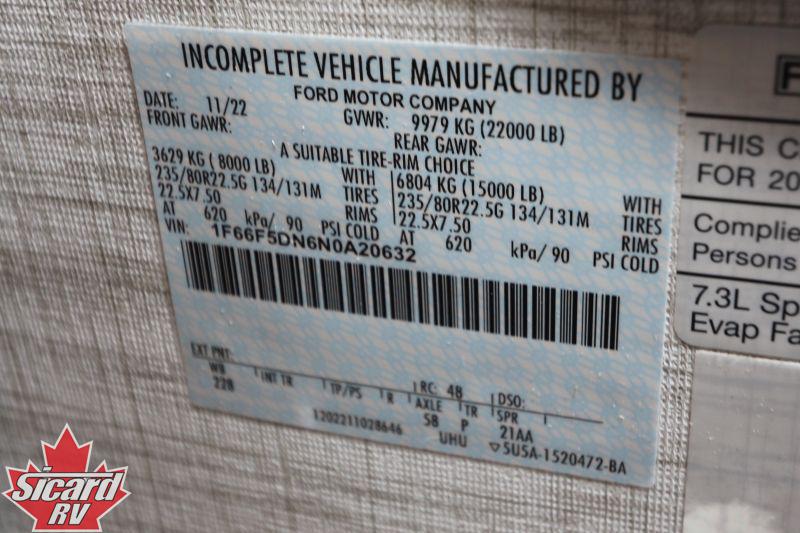 INCOMPLETE VEHICLE MANUFACTURED BY
FORD MOTOR COMPANY
DATE: 11/22 GVWR: 9979 KG (22000 LB)
FRONT GAWR: REAR GAWR:
A SUITABLE TIRE-RIM CHOICE
3629 KG ( 8000 LB) WITH 6804 KG (15000 LB) WITH
235/80R22.5G 134/131M TIRES 235/80R22.5G 134/131M TIRES
22.5X7.50 RIMS 22.5X7.50 RIMS
AT 620 kPa/ 90 PSI COLD AT 620 kPa/ 90 PSI COLD
VIN: 1F66F5DN6N0A20632
EXT PNT: RC: 48 DSO:
WB INT TR TP/PS R AXLE TR SPR
228 58 P 21AA
1202211028646 UHU ▽5U5A-1520472-BA
THIS C
FOR 20
Complie
Persons
7.3L Sp
Evap Fa
Sicard
RV